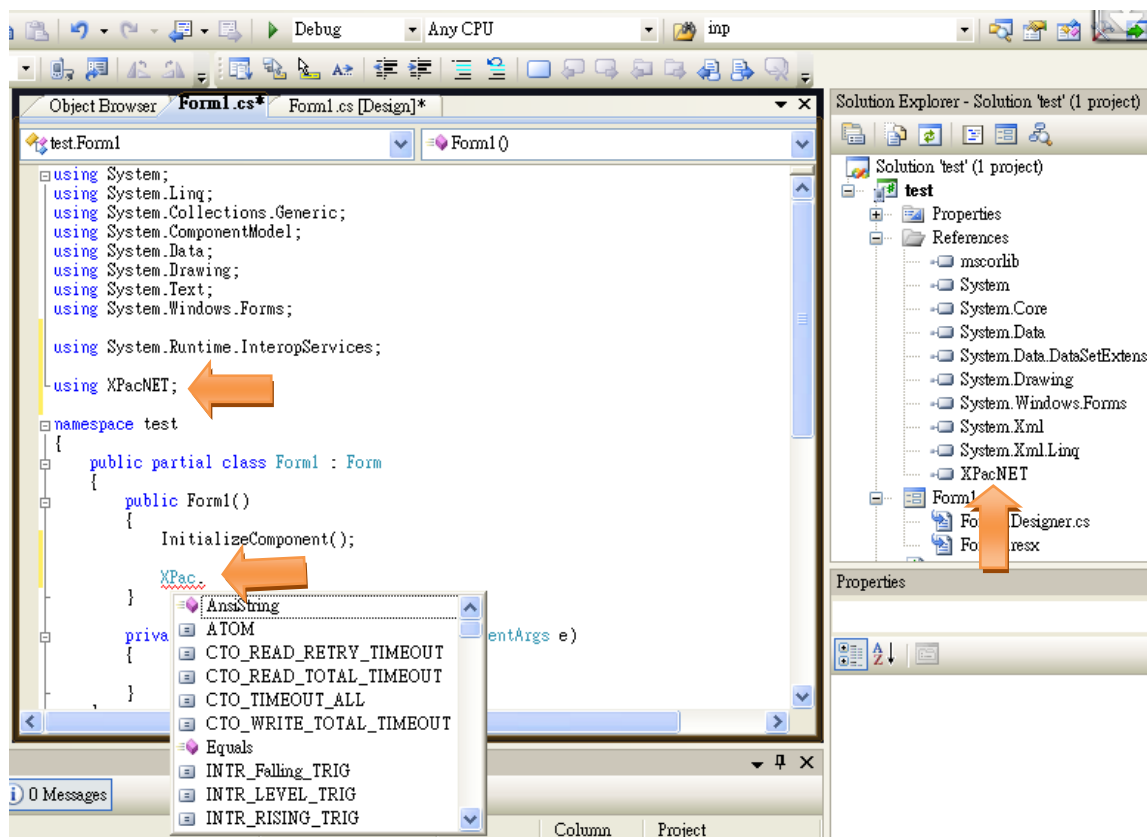 Debug
Any CPU
inp
Object Browser
Form1.cs*
Form1.cs [Design]*
test.Form1
Form1()
using System;
using System.Linq;
using System.Collections.Generic;
using System.ComponentModel;
using System.Data;
using System.Drawing;
using System.Text;
using System.Windows.Forms;
using System.Runtime.InteropServices;
using XPacNET;
namespace test
{
public partial class Form1 : Form
{
public Form1()
{
InitializeComponent();
XPac.
}
priva
entArgs e)
{
}
AnsiString
ATOM
CTO_READ_RETRY_TIMEOUT
CTO_READ_TOTAL_TIMEOUT
CTO_TIMEOUT_ALL
CTO_WRITE_TOTAL_TIMEOUT
Equals
INTR_Falling_TRIG
INTR_LEVEL_TRIG
INTR_RISING_TRIG
0 Messages
Column
Project
Solution Explorer - Solution 'test' (1 project)
Solution 'test' (1 project)
test
Properties
References
mscorlib
System
System.Core
System.Data
System.Data.DataSetExtens
System.Drawing
System.Windows.Forms
System.Xml
System.Xml.Linq
XPacNET
Form1
Fo Designer.cs
Fo resx
Properties